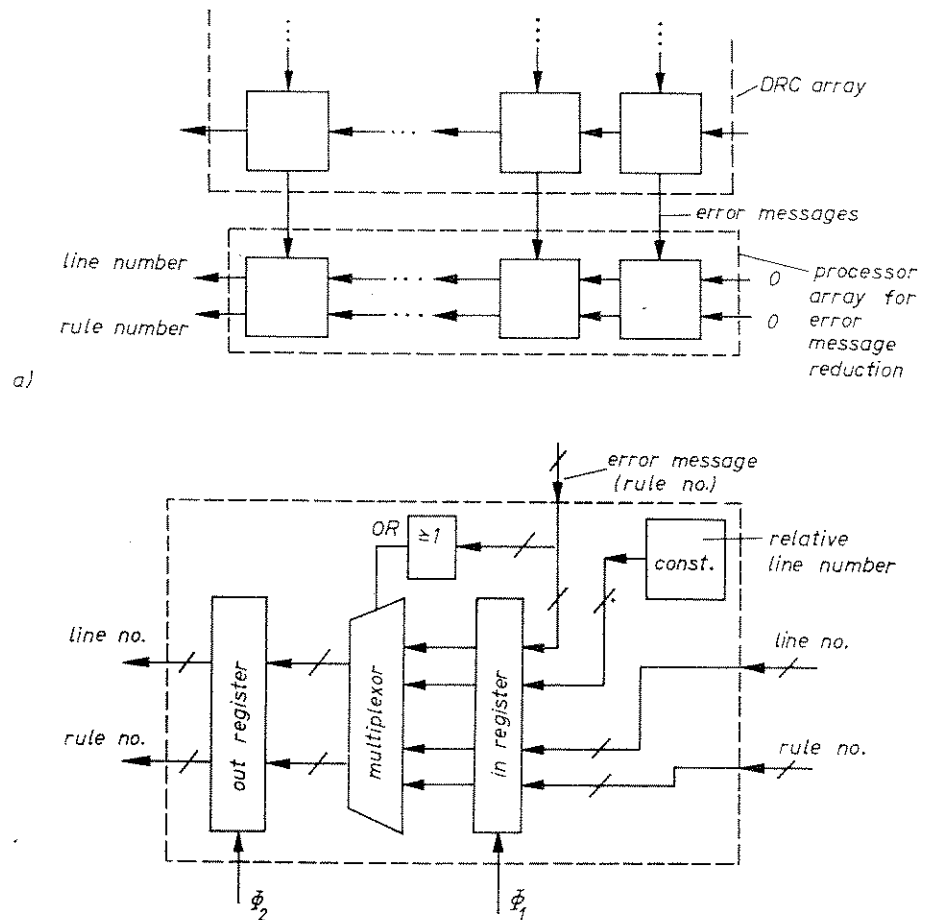 DRC array
error messages
line number
rule number
0
0
processor
array for
error
message
reduction
a)
error message
(rule no.)
OR
≥1
const.
relative
line number
line no.
rule no.
out register
multiplexor
in register
line no.
rule no.
Φ2
Φ1